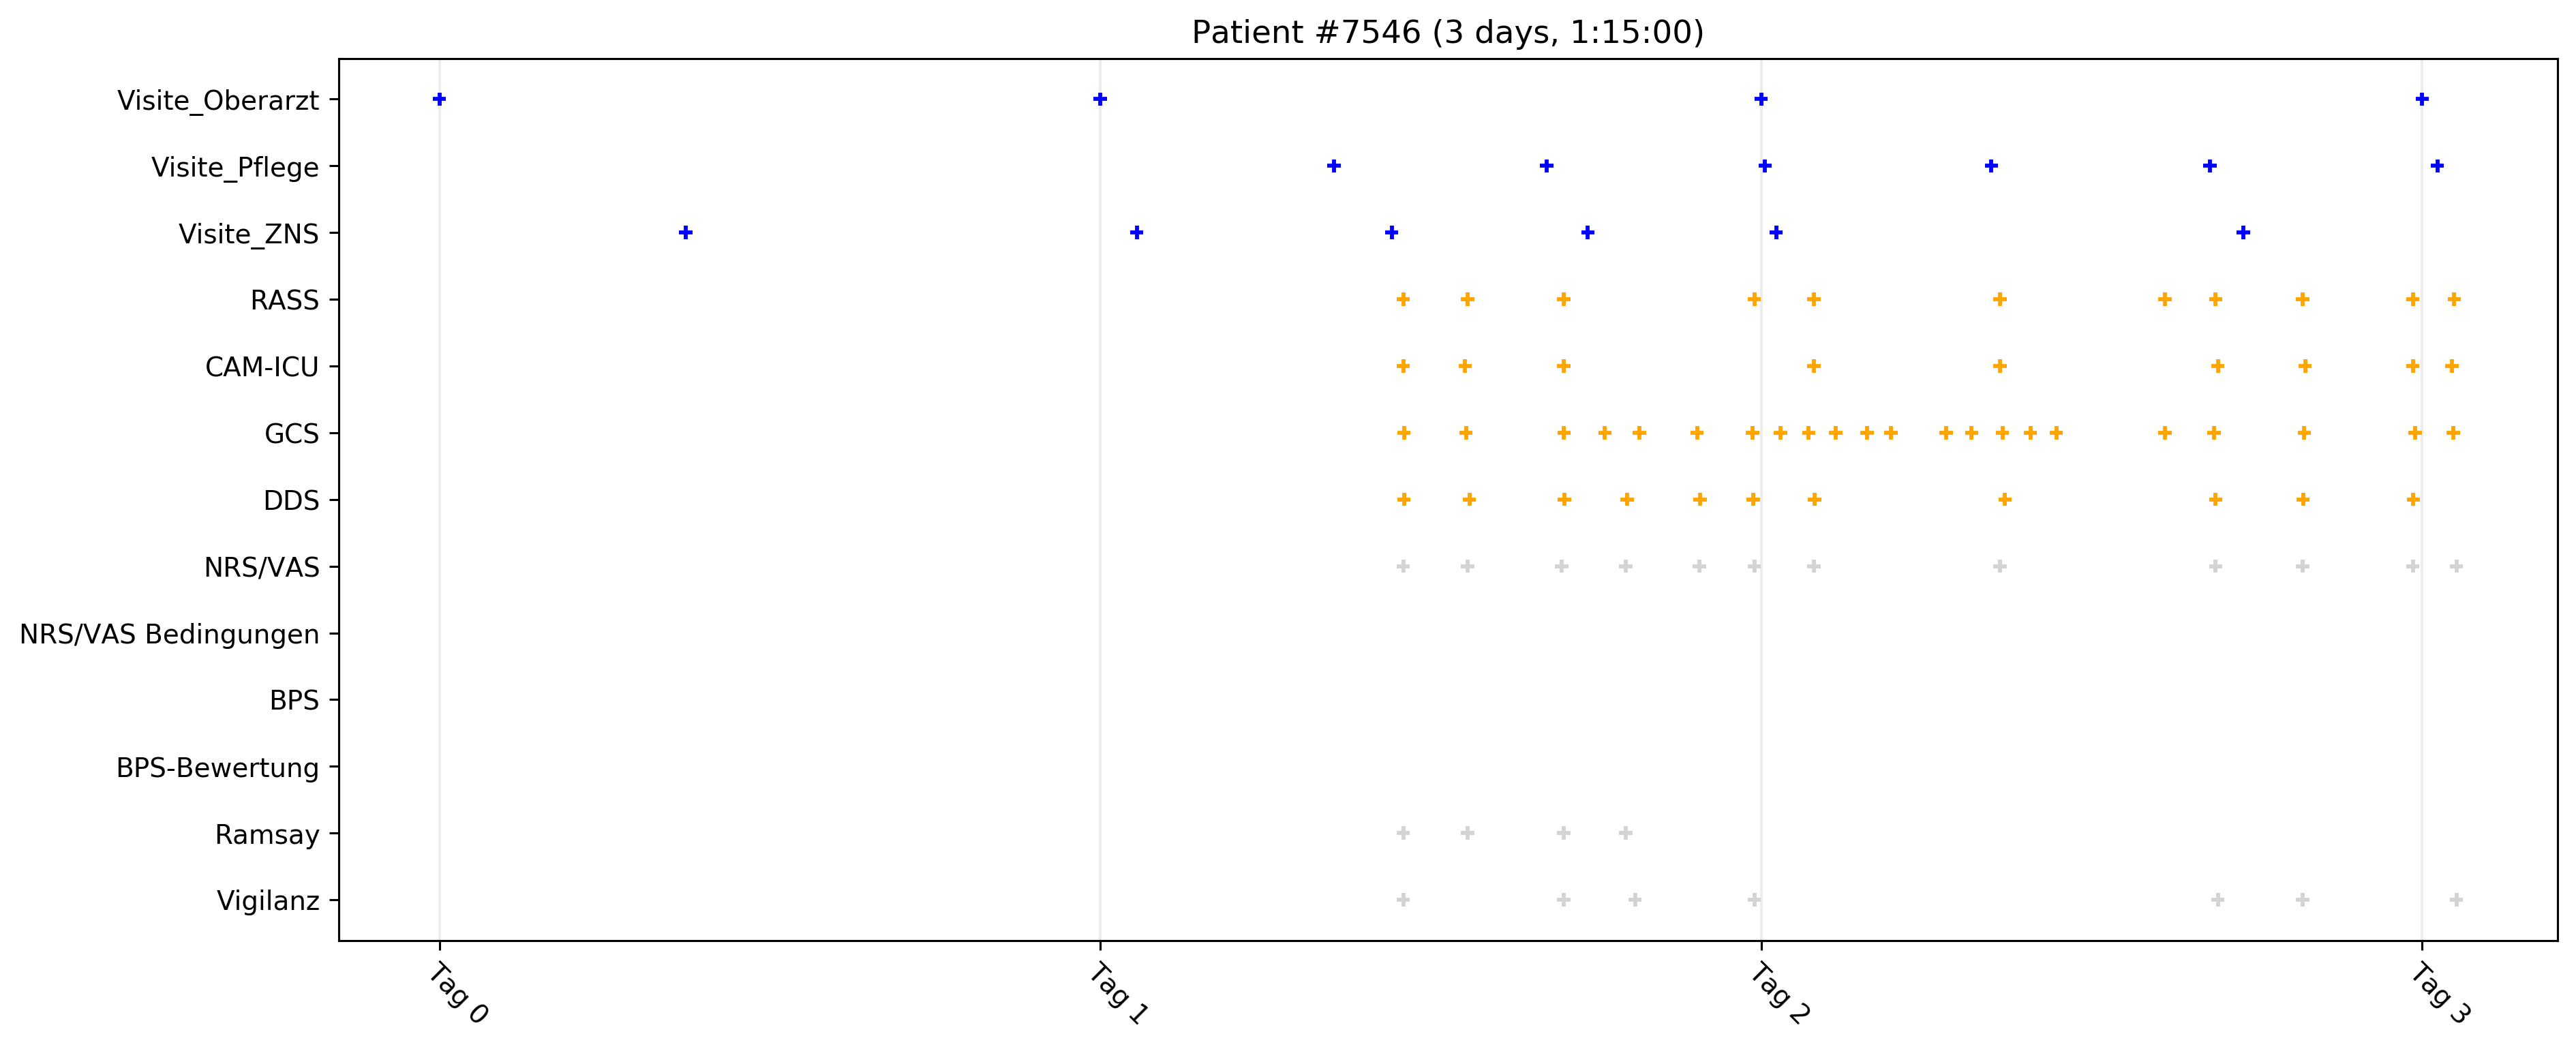 Patient #7546 (3 days, 1:15:00)
Visite_Oberarzt
Visite_Pflege
Visite_ZNS
RASS
CAM-ICU
GCS
DDS
NRS/VAS
NRS/VAS Bedingungen
BPS
BPS-Bewertung
Ramsay
Vigilanz
Tag 0
Tag 1
Tag 2
Tag 3